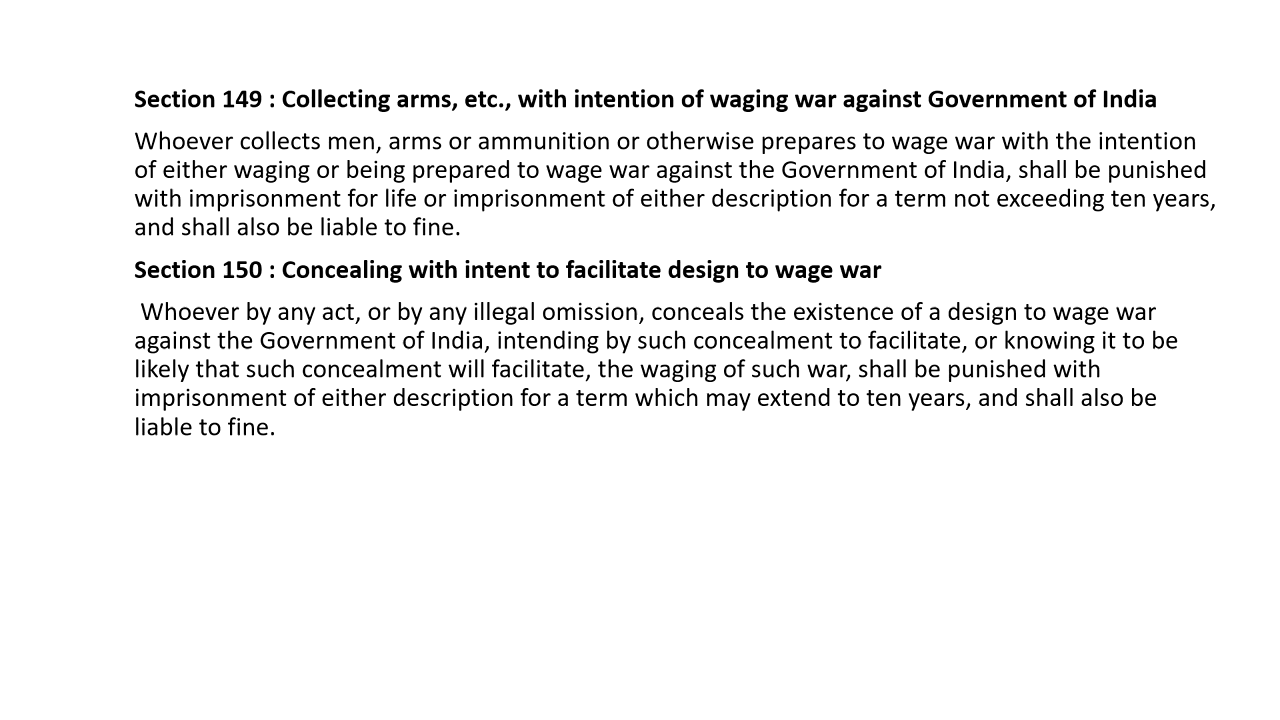 Section 149 : Collecting arms, etc., with intention of waging war against Government of India
Whoever collects men, arms or ammunition or otherwise prepares to wage war with the intention
of either waging or being prepared to wage war against the Government of India, shall be punished
with imprisonment for life or imprisonment of either description for a term not exceeding ten years,
and shall also be liable to fine.
Section 150 : Concealing with intent to facilitate design to wage war
Whoever by any act, or by any illegal omission, conceals the existence of a design to wage war
against the Government of India, intending by such concealment to facilitate, or knowing it to be
likely that such concealment will facilitate, the waging of such war, shall be punished with
imprisonment of either description for a term which may extend to ten years, and shall also be
liable to fine.